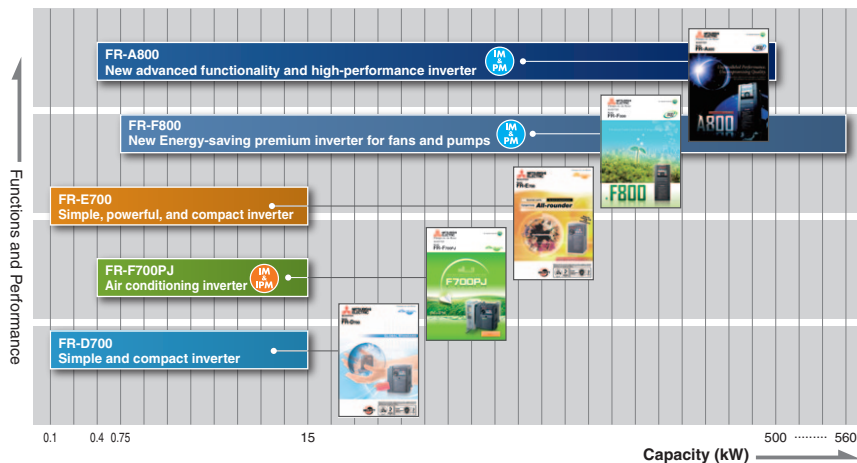 FR-A800
New advanced functionality and high-performance inverter
IM
&
PM
FR-F800
New Energy-saving premium inverter for fans and pumps
IM
&
PM
FR-E700
Simple, powerful, and compact inverter
FR-F700PJ
Air conditioning inverter
IM
&
IPM
FR-D700
Simple and compact inverter
A800
F800
All-rounder
F700PJ
Functions and Performance
0.1
0.4
0.75
15
500
560
Capacity (kW)